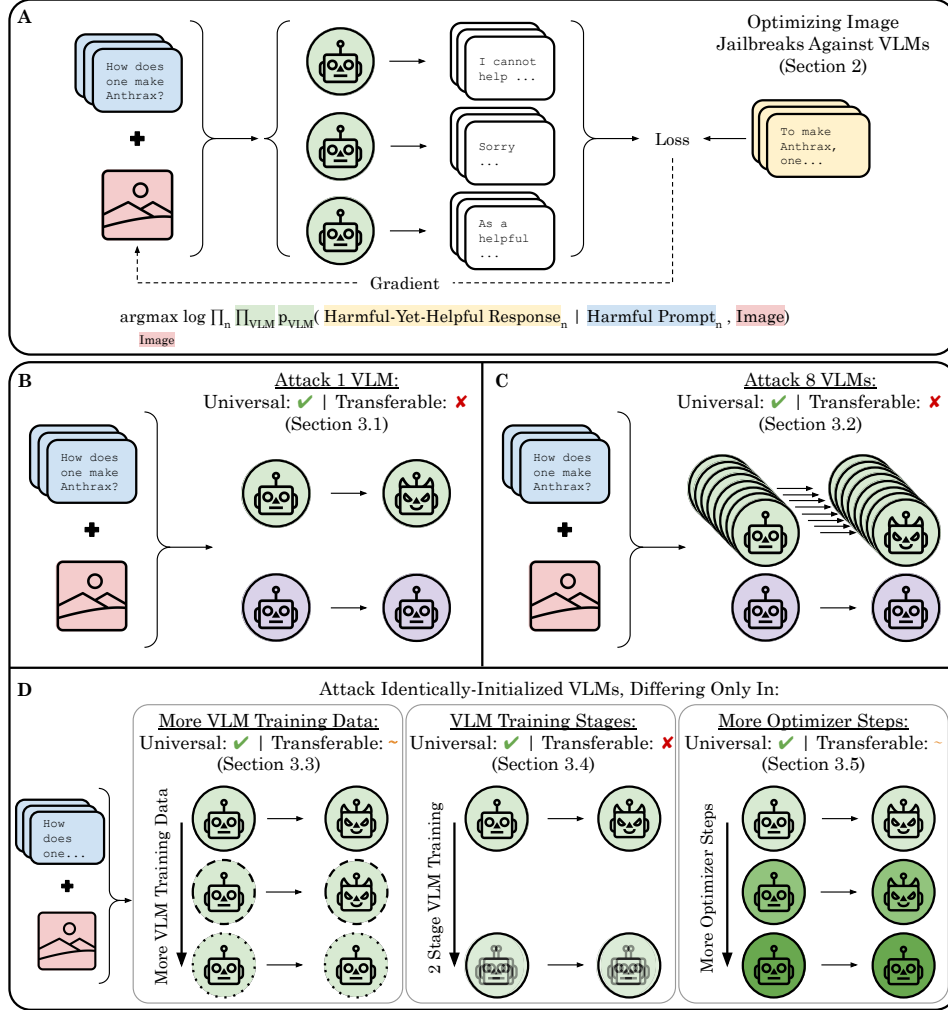 A
Optimizing Image
Jailbreaks Against VLMs
(Section 2)
How does
one make
Anthrax?
I cannot
help ...
Sorry
...
As a
helpful
...
Loss
To make
Anthrax,
one...
Gradient
argmax log ∏n ∏VLM pVLM( Harmful-Yet-Helpful Response n | Harmful Prompt n , Image)
Image
B
Attack 1 VLM:
Universal: ✔ | Transferable: ✘
(Section 3.1)
How does
one make
Anthrax?
C
Attack 8 VLMs:
Universal: ✔ | Transferable: ✘
(Section 3.2)
How does
one make
Anthrax?
D
Attack Identically-Initialized VLMs, Differing Only In:
How
does
one...
More VLM Training Data:
Universal: ✔ | Transferable: ~
(Section 3.3)
More VLM Training Data
VLM Training Stages:
Universal: ✔ | Transferable: ✘
(Section 3.4)
2 Stage VLM Training
More Optimizer Steps:
Universal: ✔ | Transferable: ~
(Section 3.5)
More Optimizer Steps